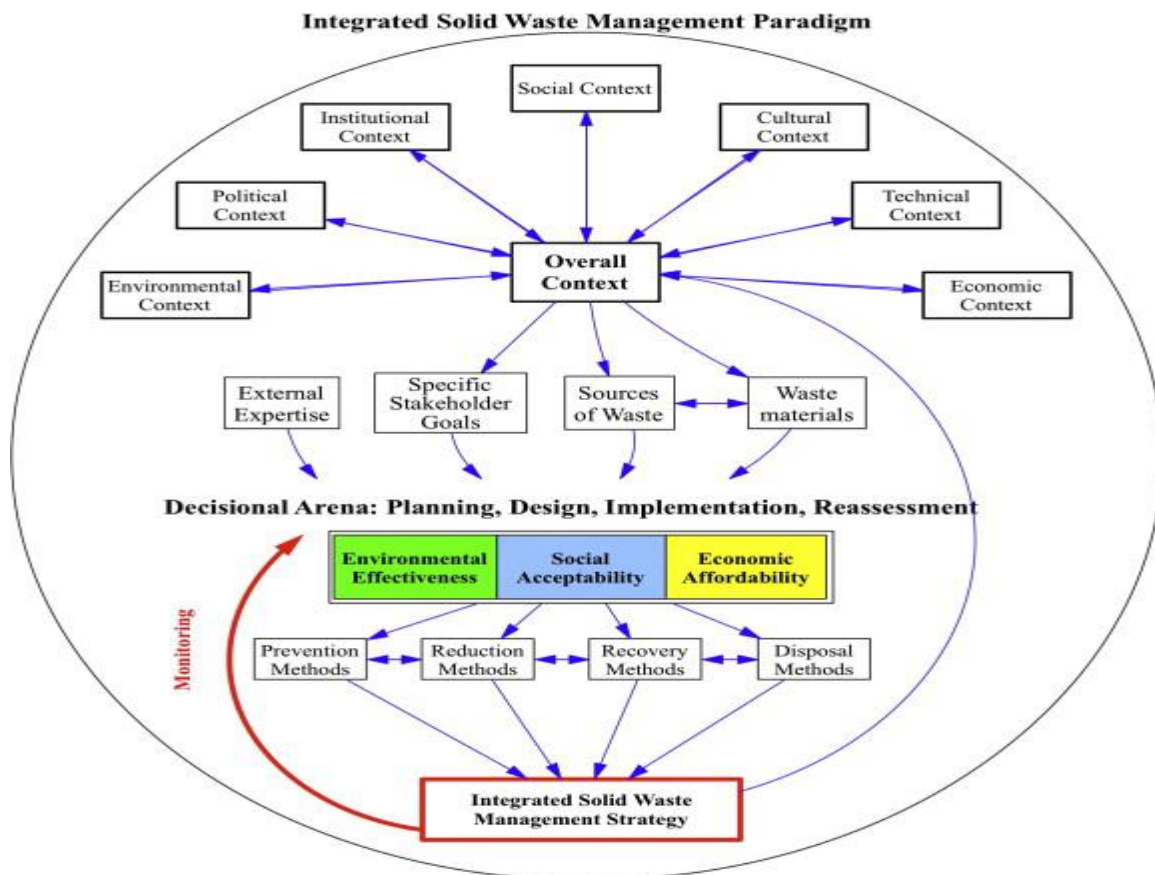 Integrated Solid Waste Management Paradigm
Social Context
Institutional
Context
Cultural
Context
Political
Context
Technical
Context
Overall
Context
Environmental
Context
Economic
Context
External
Expertise
Specific
Stakeholder
Goals
Sources
of Waste
Waste
materials
Decisional Arena: Planning, Design, Implementation, Reassessment
Environmental
Effectiveness
Social
Acceptability
Economic
Affordability
Monitoring
Prevention
Methods
Reduction
Methods
Recovery
Methods
Disposal
Methods
Integrated Solid Waste
Management Strategy